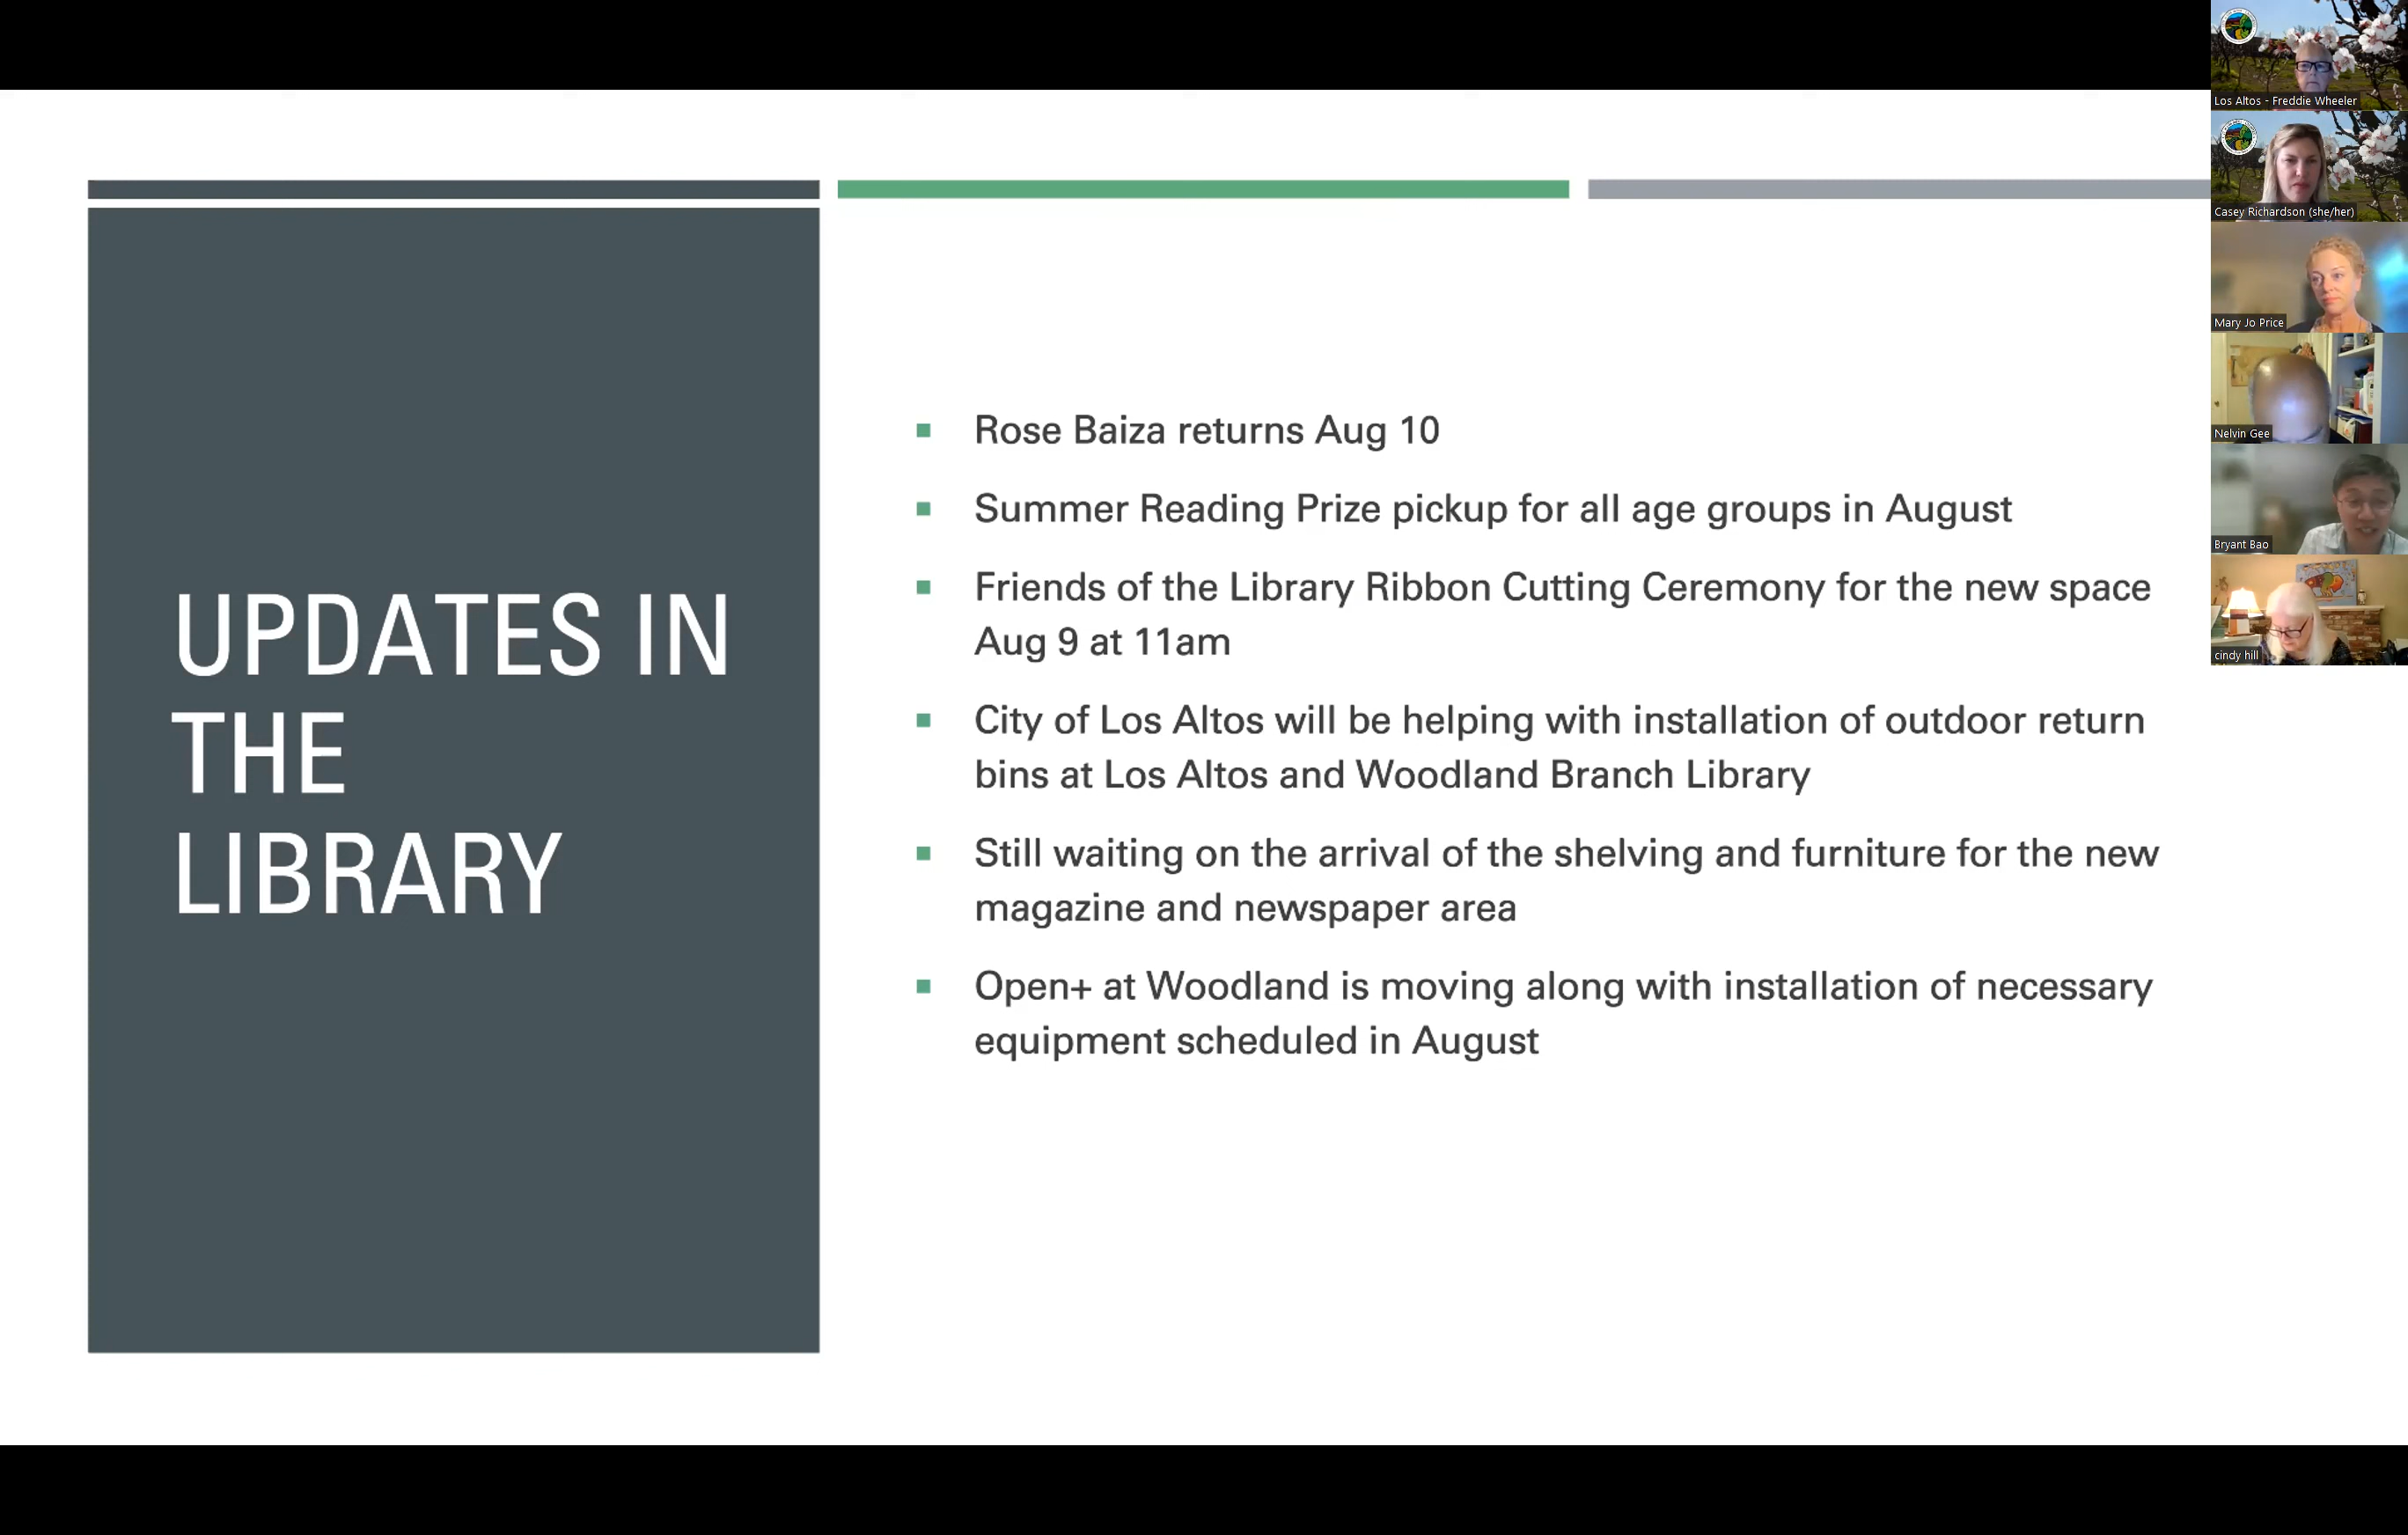 UPDATES IN
THE
LIBRARY
Rose Baiza returns Aug 10
Summer Reading Prize pickup for all age groups in August
Friends of the Library Ribbon Cutting Ceremony for the new space
Aug 9 at 11am
City of Los Altos will be helping with installation of outdoor return
bins at Los Altos and Woodland Branch Library
Still waiting on the arrival of the shelving and furniture for the new
magazine and newspaper area
Open+ at Woodland is moving along with installation of necessary
equipment scheduled in August
Los Altos - Freddie Wheeler
Casey Richardson (she/her)
Mary Jo Price
Nelvin Gee
Bryant Bao
cindy hill